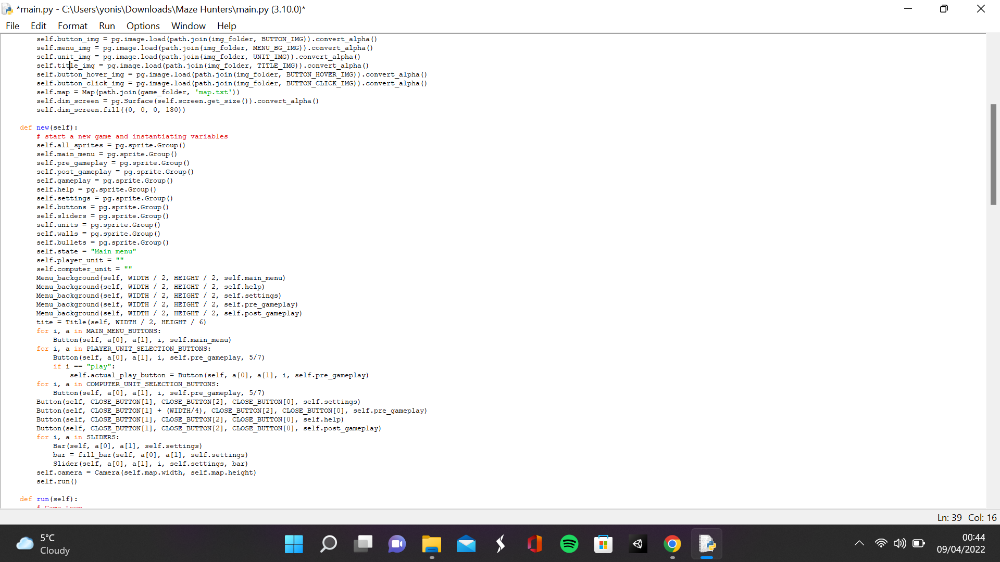 *main.py - C:\Users\yonis\Downloads\Maze Hunters\main.py (3.10.0)*
File Edit Format Run Options Window Help
self.button_img = pg.image.load(path.join(img_folder, BUTTON_IMG)).convert_alpha()
self.menu_img = pg.image.load(path.join(img_folder, MENU_BG_IMG)).convert_alpha()
self.unit_img = pg.image.load(path.join(img_folder, UNIT_IMG)).convert_alpha()
self.title_img = pg.image.load(path.join(img_folder, TITLE_IMG)).convert_alpha()
self.button_hover_img = pg.image.load(path.join(img_folder, BUTTON_HOVER_IMG)).convert_alpha()
self.button_click_img = pg.image.load(path.join(img_folder, BUTTON_CLICK_IMG)).convert_alpha()
self.map = Map(path.join(game_folder, 'map.txt'))
self.dim_screen = pg.Surface(self.screen.get_size()).convert_alpha()
self.dim_screen.fill((0, 0, 0, 180))
def new(self):
# start a new game and instantiating variables
self.all_sprites = pg.sprite.Group()
self.main_menu = pg.sprite.Group()
self.pre_gameplay = pg.sprite.Group()
self.post_gameplay = pg.sprite.Group()
self.gameplay = pg.sprite.Group()
self.help = pg.sprite.Group()
self.settings = pg.sprite.Group()
self.buttons = pg.sprite.Group()
self.sliders = pg.sprite.Group()
self.units = pg.sprite.Group()
self.walls = pg.sprite.Group()
self.bullets = pg.sprite.Group()
self.state = "Main menu"
self.player_unit = ""
self.computer_unit = ""
Menu_background(self, WIDTH / 2, HEIGHT / 2, self.main_menu)
Menu_background(self, WIDTH / 2, HEIGHT / 2, self.help)
Menu_background(self, WIDTH / 2, HEIGHT / 2, self.settings)
Menu_background(self, WIDTH / 2, HEIGHT / 2, self.pre_gameplay)
Menu_background(self, WIDTH / 2, HEIGHT / 2, self.post_gameplay)
tite = Title(self, WIDTH / 2, HEIGHT / 6)
for i, a in MAIN_MENU_BUTTONS:
Button(self, a[0], a[1], i, self.main_menu)
for i, a in PLAYER_UNIT_SELECTION_BUTTONS:
Button(self, a[0], a[1], i, self.pre_gameplay, 5/7)
if i == "play":
self.actual_play_button = Button(self, a[0], a[1], i, self.pre_gameplay)
for i, a in COMPUTER_UNIT_SELECTION_BUTTONS:
Button(self, a[0], a[1], i, self.pre_gameplay, 5/7)
Button(self, CLOSE_BUTTON[1], CLOSE_BUTTON[2], CLOSE_BUTTON[0], self.settings)
Button(self, CLOSE_BUTTON[1] + (WIDTH/4), CLOSE_BUTTON[2], CLOSE_BUTTON[0], self.pre_gameplay)
Button(self, CLOSE_BUTTON[1], CLOSE_BUTTON[2], CLOSE_BUTTON[0], self.help)
Button(self, CLOSE_BUTTON[1], CLOSE_BUTTON[2], CLOSE_BUTTON[0], self.post_gameplay)
for i, a in SLIDERS:
Bar(self, a[0], a[1], self.settings)
bar = fill_bar(self, a[0], a[1], self.settings)
Slider(self, a[0], a[1], i, self.settings, bar)
self.camera = Camera(self.map.width, self.map.height)
self.run()
def run(self):
# Game Loop
Ln: 39 Col: 16
5°C
Cloudy
00:44
09/04/2022